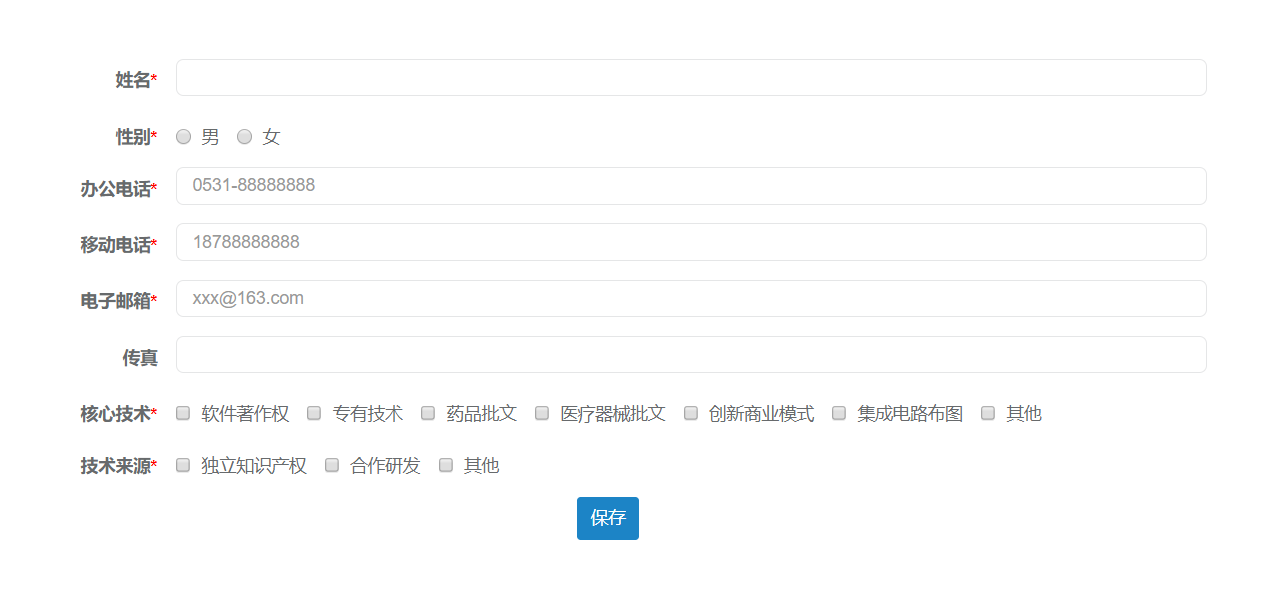 姓名*
性别* 男 女
办公电话* 0531-88888888
移动电话* 18788888888
电子邮箱* xxx@163.com
传真
核心技术* 软件著作权 专有技术 药品批文 医疗器械批文 创新商业模式 集成电路布图 其他
技术来源* 独立知识产权 合作研发 其他
保存